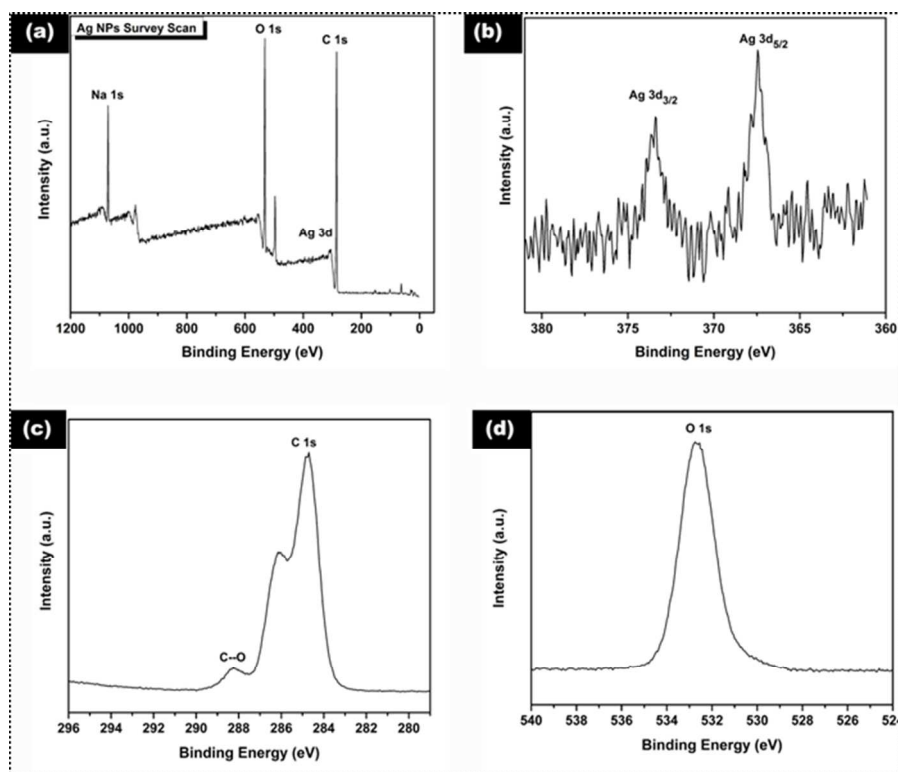 (a)
Ag NPs Survey Scan
O 1s
C 1s
Na 1s
Ag 3d
Intensity (a.u.)
1200 1000 800 600 400 200 0
Binding Energy (eV)
(b)
Ag 3d5/2
Ag 3d3/2
Intensity (a.u.)
380 375 370 365 360
Binding Energy (eV)
(c)
C 1s
C--O
Intensity (a.u.)
296 294 292 290 288 286 284 282 280
Binding Energy (eV)
(d)
O 1s
Intensity (a.u.)
540 538 536 534 532 530 528 526 524
Binding Energy (eV)